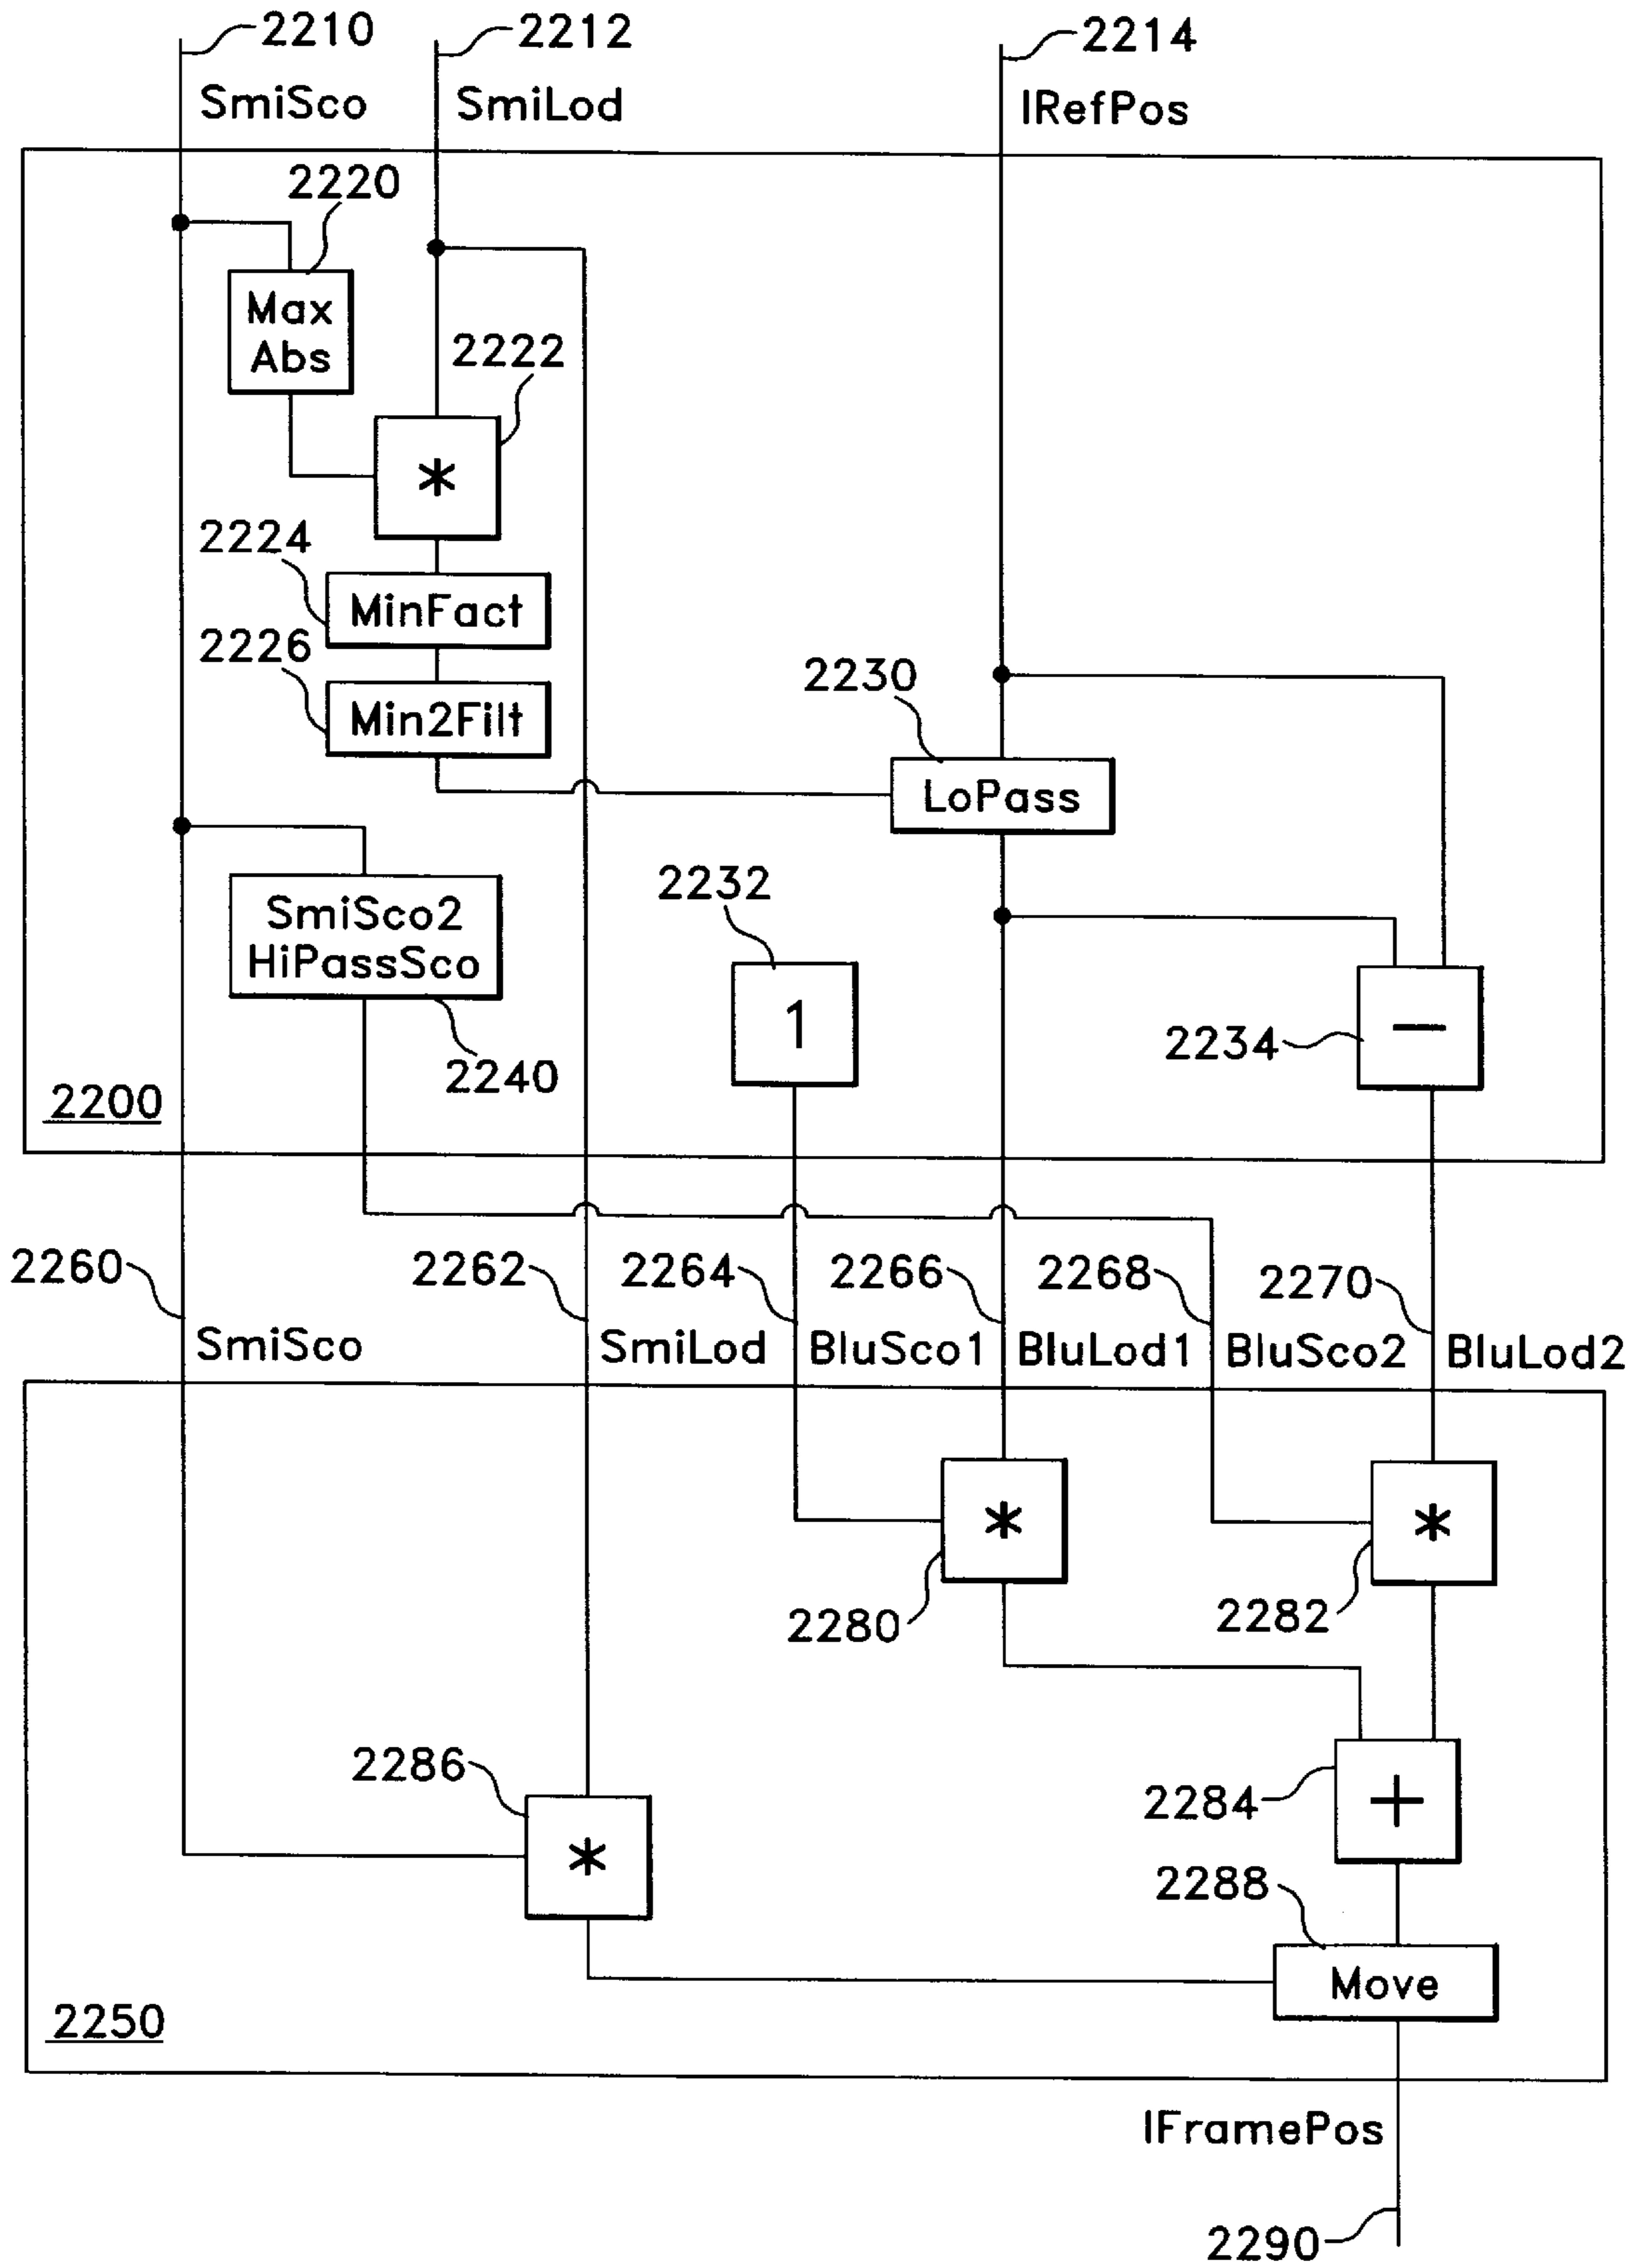 2210
2212
2214
SmiSco
SmiLod
IRefPos
2220
Max
Abs
2222
*
2224
MinFact
2226
Min2Filt
2230
LoPass
2232
SmiSco2
HiPassSco
1
2234
−
2240
2200
2260
2262
2264
2266
2268
2270
SmiSco
SmiLod
BluSco1
BluLod1
BluSco2
BluLod2
*
*
2280
2282
2286
2284
+
*
2288
Move
2250
IFramePos
2290